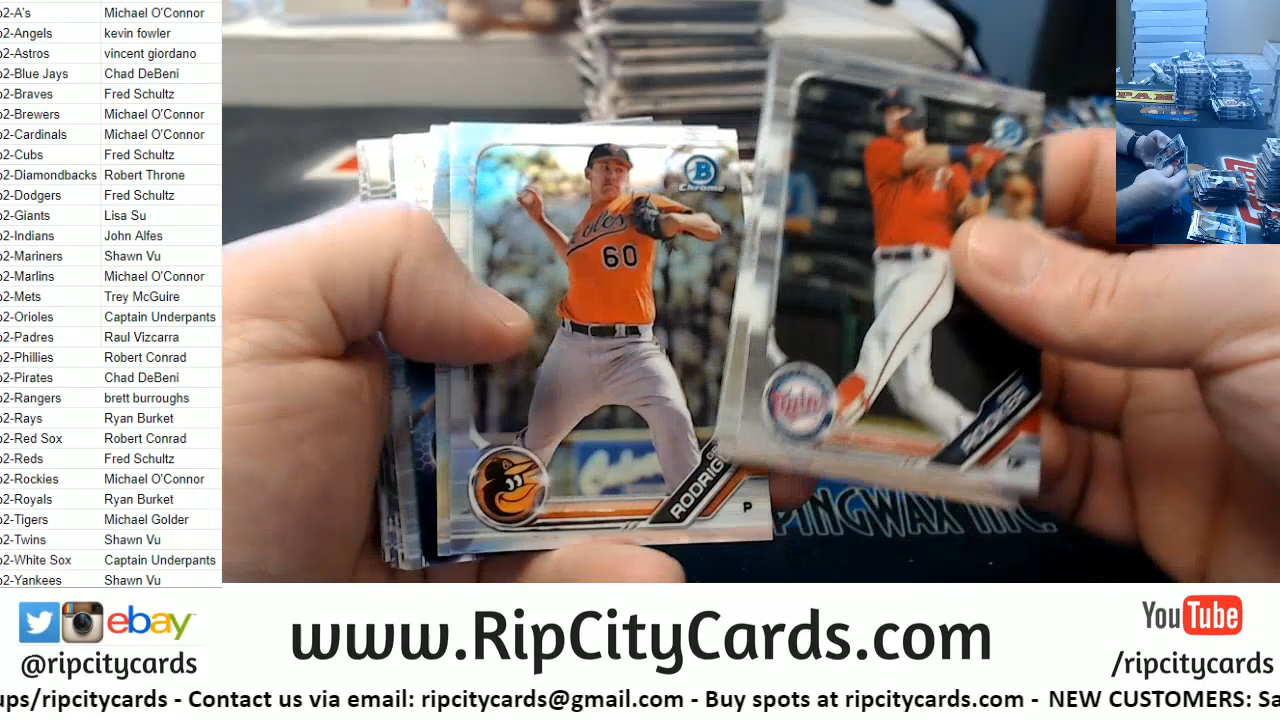 o2-A's Michael O'Connor
o2-Angels kevin fowler
o2-Astros vincent giordano
o2-Blue Jays Chad DeBeni
o2-Braves Fred Schultz
o2-Brewers Michael O'Connor
o2-Cardinals Michael O'Connor
o2-Cubs Fred Schultz
o2-Diamondbacks Robert Throne
o2-Dodgers Fred Schultz
o2-Giants Lisa Su
o2-Indians John Alfes
o2-Mariners Shawn Vu
o2-Marlins Michael O'Connor
o2-Mets Trey McGuire
o2-Orioles Captain Underpants
o2-Padres Raul Vizcarra
o2-Phillies Robert Conrad
o2-Pirates Chad DeBeni
o2-Rangers brett burroughs
o2-Rays Ryan Burket
o2-Red Sox Robert Conrad
o2-Reds Fred Schultz
o2-Rockies Michael O'Connor
o2-Royals Ryan Burket
o2-Tigers Michael Golder
o2-Twins Shawn Vu
o2-White Sox Captain Underpants
o2-Yankees Shawn Vu
B
Chrome
60
RODRIG
P
Twins
ROOKER
PINGWAX INC.
ebay
@ripcitycards
www.RipCityCards.com
YouTube
/ripcitycards
ups/ripcitycards - Contact us via email: ripcitycards@gmail.com - Buy spots at ripcitycards.com - NEW CUSTOMERS: Sa